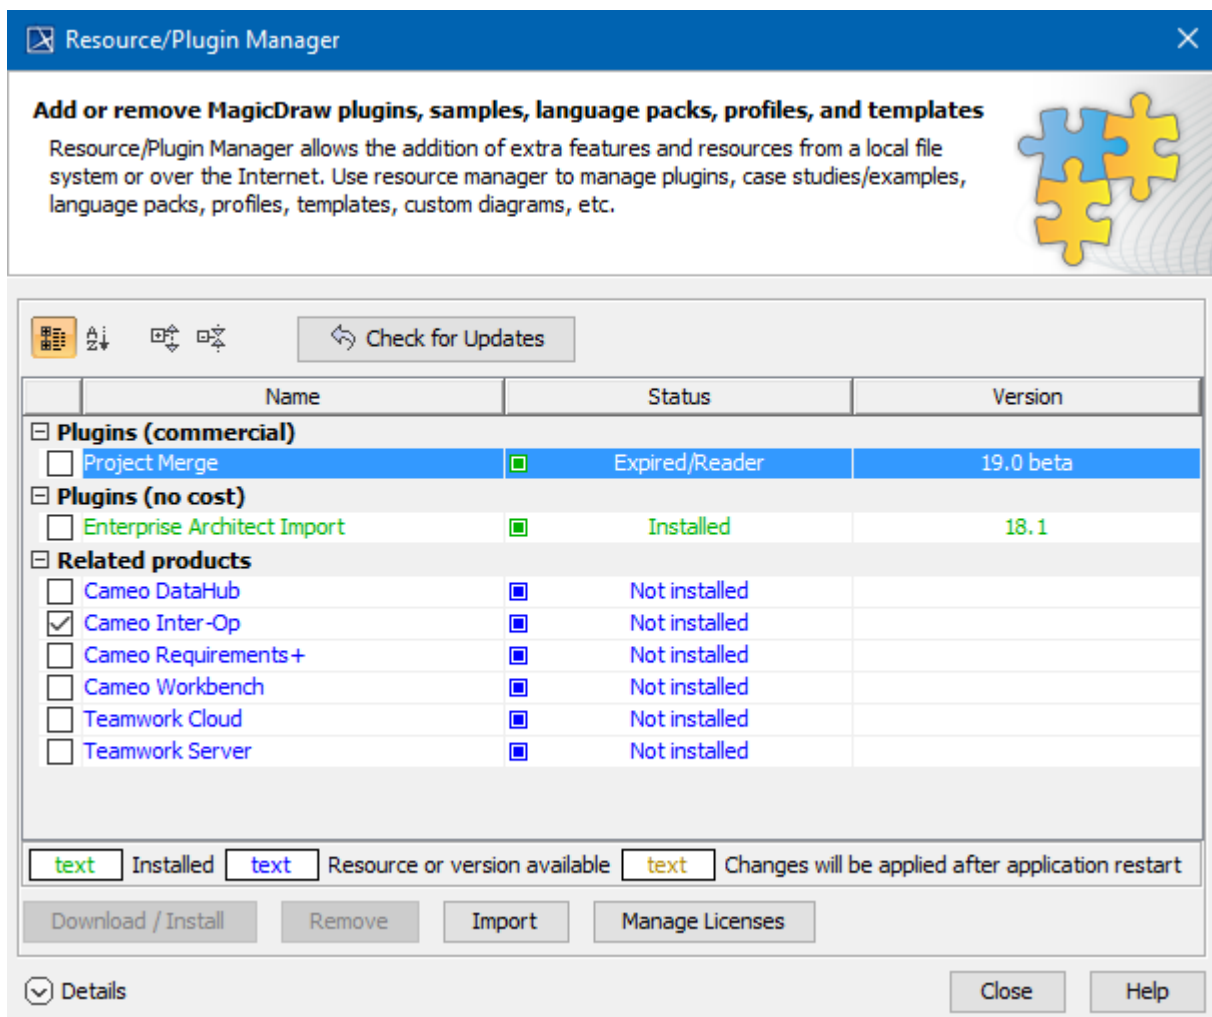 Resource/Plugin Manager
Add or remove MagicDraw plugins, samples, language packs, profiles, and templates
Resource/Plugin Manager allows the addition of extra features and resources from a local file
system or over the Internet. Use resource manager to manage plugins, case studies/examples,
language packs, profiles, templates, custom diagrams, etc.
Check for Updates
Name Status Version
Plugins (commercial)
Project Merge Expired/Reader 19.0 beta
Plugins (no cost)
Enterprise Architect Import Installed 18.1
Related products
Cameo DataHub Not installed
Cameo Inter-Op Not installed
Cameo Requirements+ Not installed
Cameo Workbench Not installed
Teamwork Cloud Not installed
Teamwork Server Not installed
text Installed text Resource or version available text Changes will be applied after application restart
Download / Install Remove Import Manage Licenses
Details Close Help